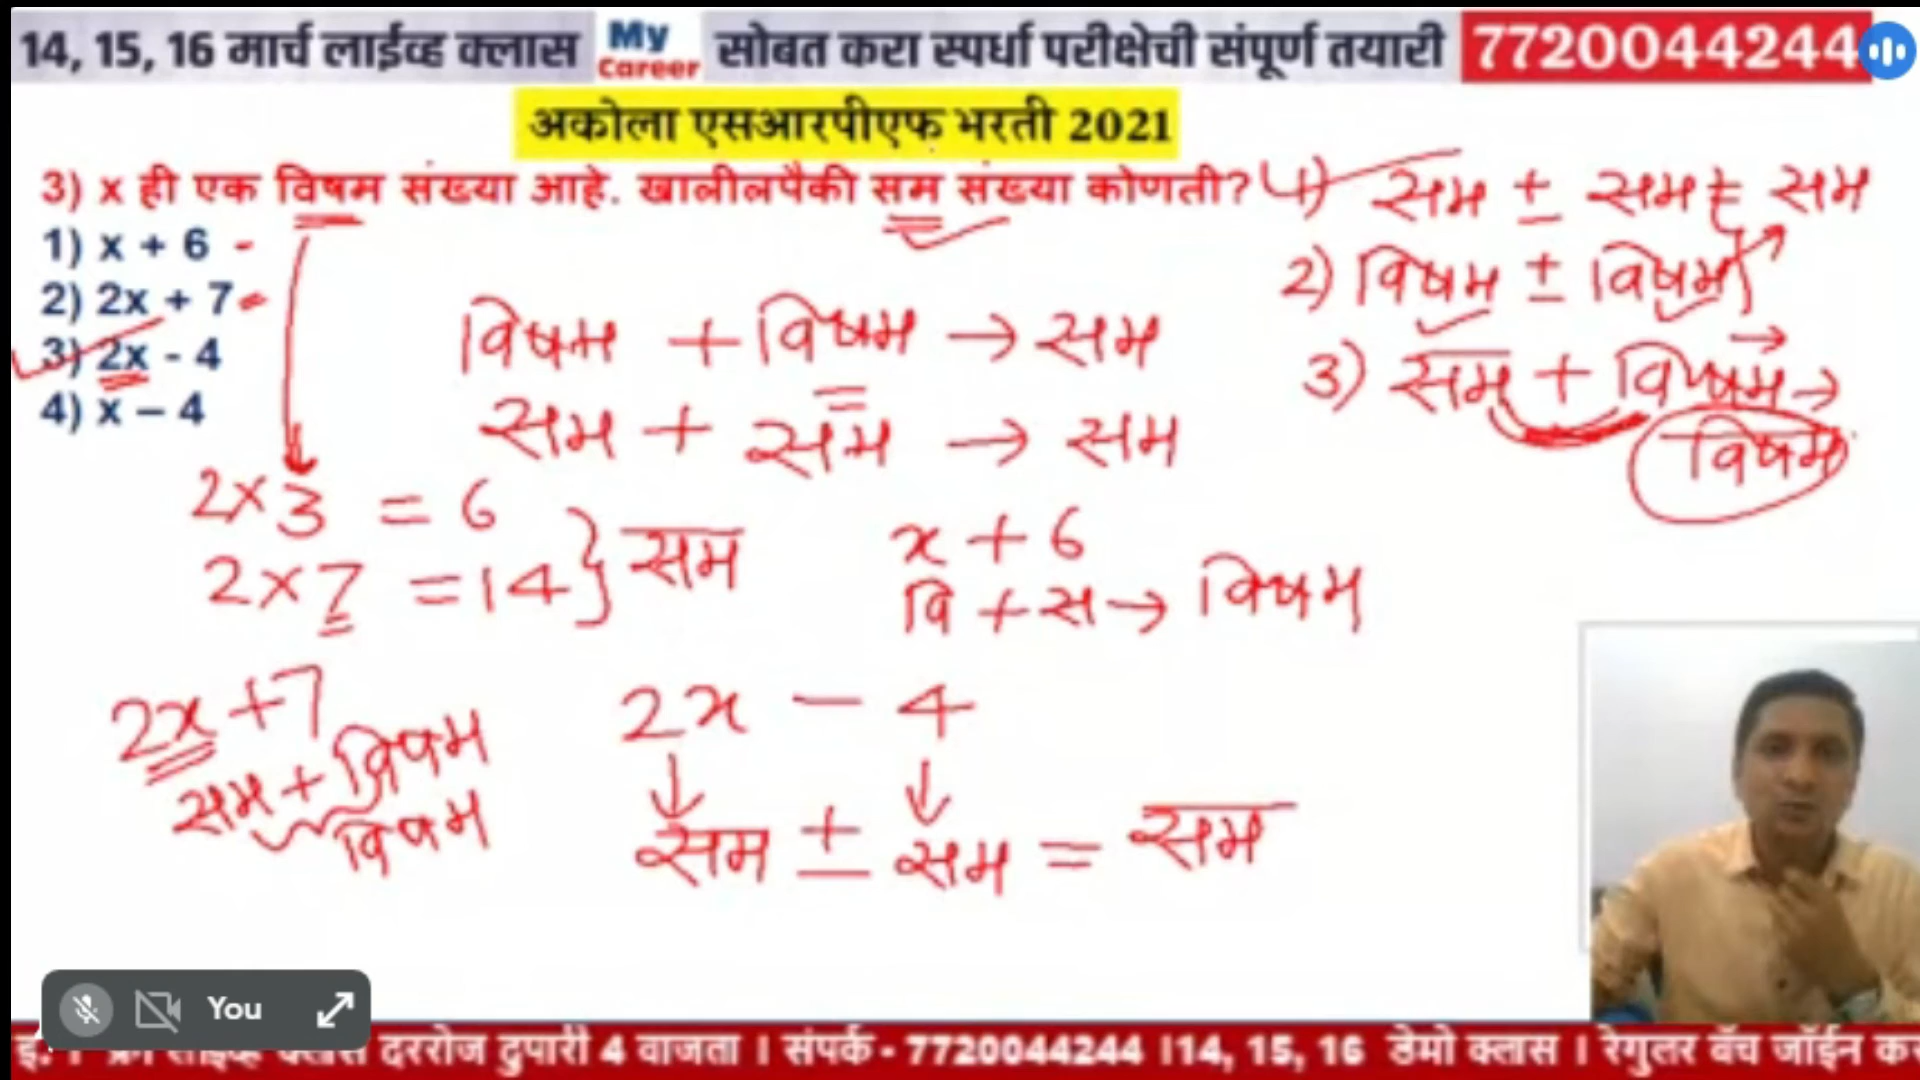 14, 15, 16 मार्च लाईव्ह क्लास My Career सोबत करा स्पर्धा परीक्षेची संपूर्ण तयारी 7720044244
अकोला एसआरपीएफ भरती 2021
3) x ही एक विषम संख्या आहे. खालीलपैकी सम संख्या कोणती?
1) x + 6
2) 2x + 7
3) 2x - 4
4) x – 4
1) सम ± सम = सम
2) विषम ± विषम
3) सम + विषम →
विषम
विषम + विषम → सम
सम + सम → सम
2×3 = 6
2×7 = 14 } सम
x + 6
वि + स → विषम
2x + 7
सम + विषम
विषम
2x - 4
सम ± सम = सम
You
लाईव्ह क्लास दररोज दुपारी 4 वाजता । संपर्क - 7720044244 ।14, 15, 16 डेमो क्लास । रेगुलर बॅच जॉईन